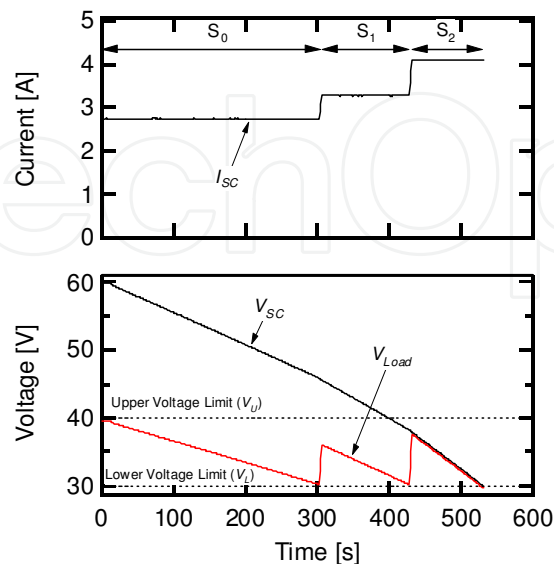 5
4
3
2
1
0
Current [A]
S0
S1
S2
ISC
60
50
40
30
Voltage [V]
VSC
VLoad
Upper Voltage Limit (VU)
Lower Voltage Limit (VL)
0 100 200 300 400 500 600
Time [s]